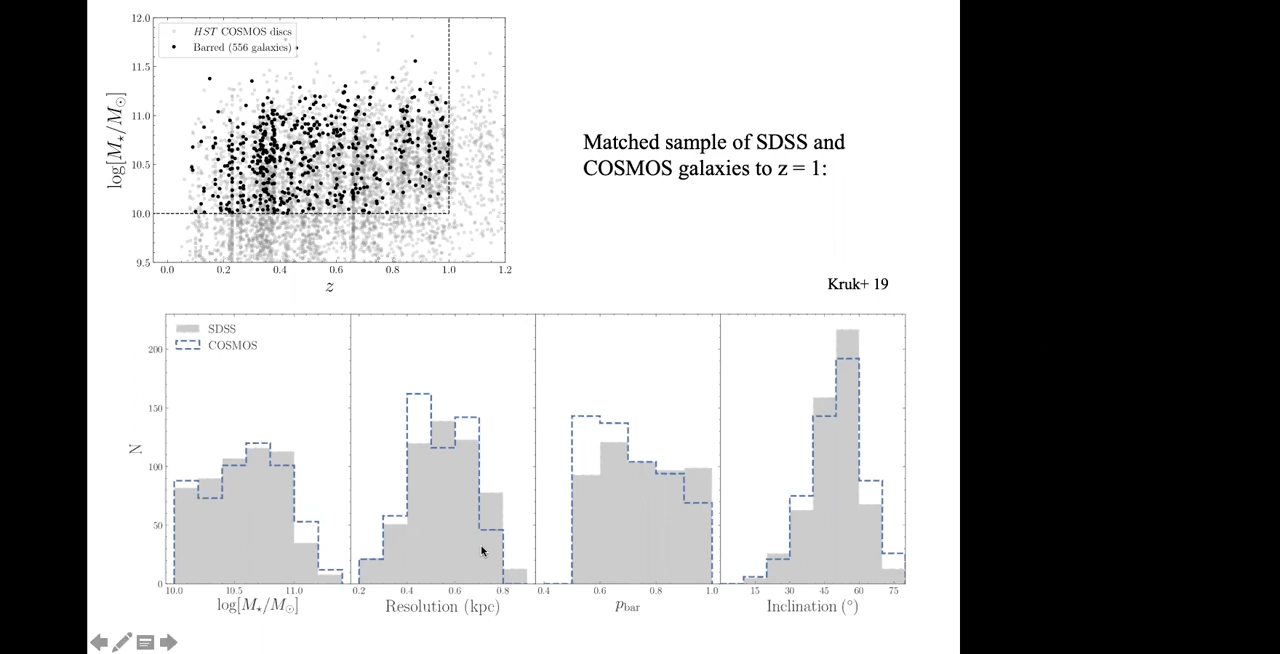 12.0
HST COSMOS discs
Barred (556 galaxies)
11.5
11.0
10.5
10.0
9.5
log[M⋆/M⊙]
0.0 0.2 0.4 0.6 0.8 1.0 1.2
z
Matched sample of SDSS and
COSMOS galaxies to z = 1:
Kruk+ 19
SDSS
COSMOS
200
150
100
50
0
N
10.0 10.5 11.0
log[M⋆/M⊙]
0.2 0.4 0.6 0.8
Resolution (kpc)
0.4 0.6 0.8 1.0
p_bar
15 30 45 60 75
Inclination (°)